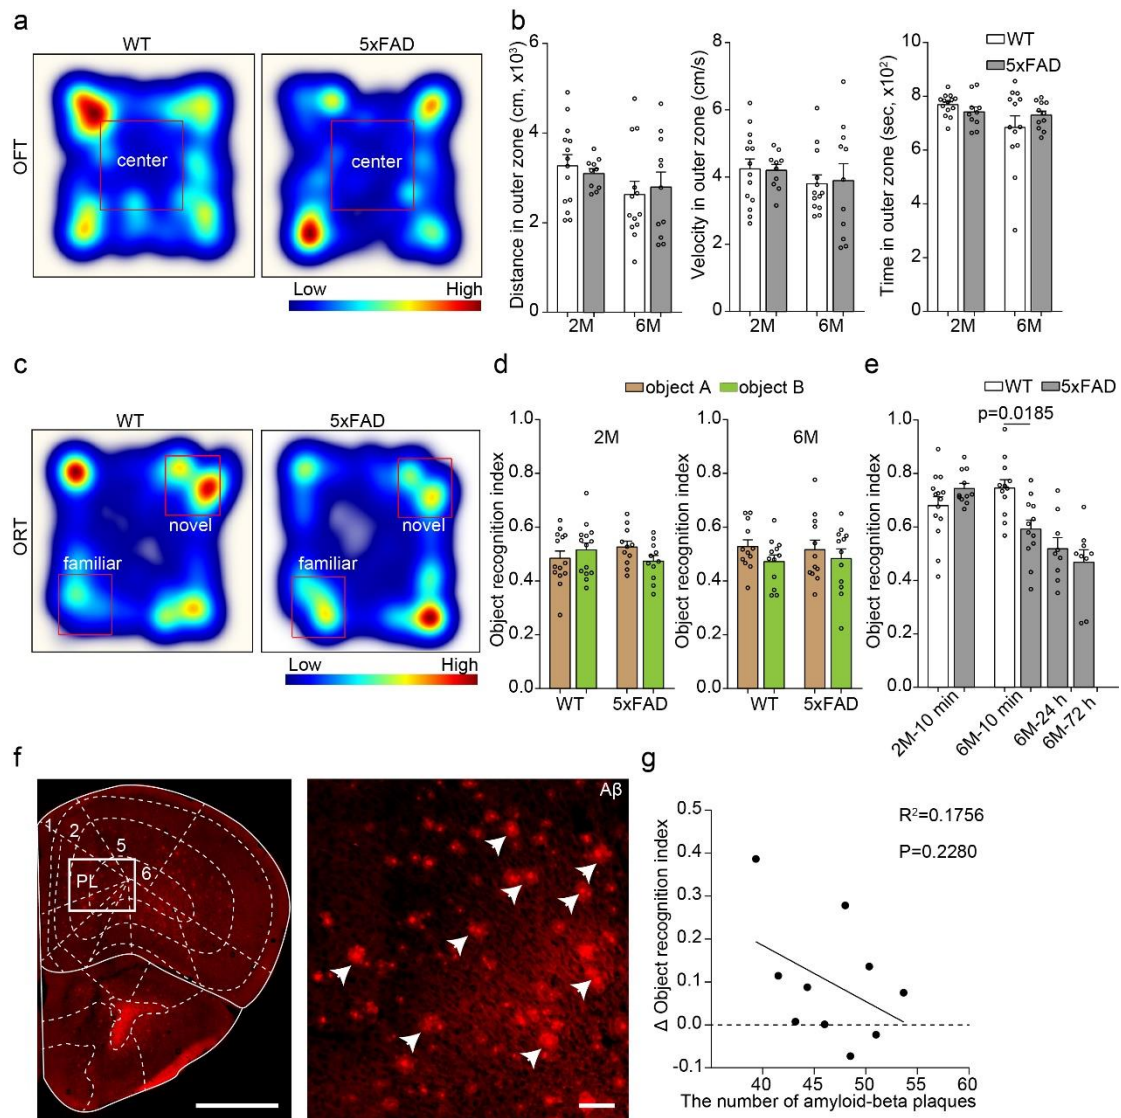 a
WT
5xFAD
OFT
center
center
Low
High
b
Distance in outer zone (cm, x10³)
6
4
2
0
2M
6M
Velocity in outer zone (cm/s)
8
6
4
2
0
2M
6M
Time in outer zone (sec, x10²)
10
8
6
4
2
0
2M
6M
WT
5xFAD
c
WT
5xFAD
ORT
novel
familiar
novel
familiar
Low
High
d
object A
object B
Object recognition index
1.0
0.8
0.6
0.4
0.2
0.0
2M
WT
5xFAD
Object recognition index
1.0
0.8
0.6
0.4
0.2
0.0
6M
WT
5xFAD
e
WT
5xFAD
p=0.0185
Object recognition index
1.0
0.8
0.6
0.4
0.2
0.0
2M-10 min
6M-10 min
6M-24 h
6M-72 h
f
1
2
5
6
PL
Aβ
g
Δ Object recognition index
0.5
0.4
0.3
0.2
0.1
0.0
-0.1
R²=0.1756
P=0.2280
40
45
50
55
60
The number of amyloid-beta plaques